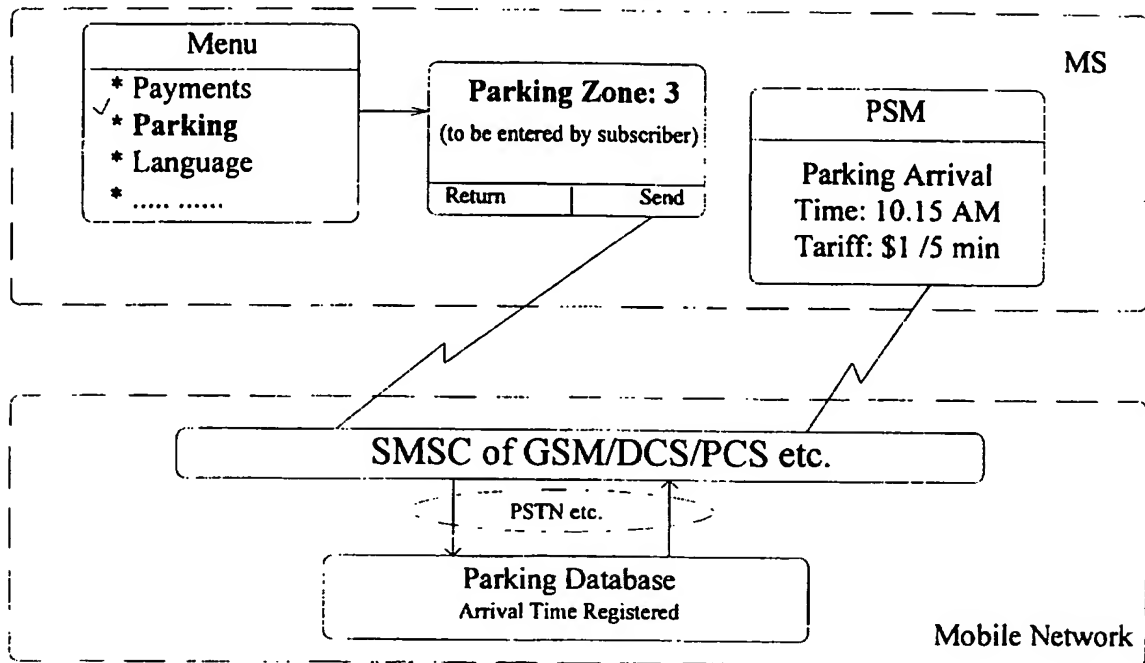 Menu
* Payments
* Parking
* Language
* ..... ......
Parking Zone: 3
(to be entered by subscriber)
Return Send
MS
PSM
Parking Arrival
Time: 10.15 AM
Tariff: $1 /5 min
SMSC of GSM/DCS/PCS etc.
PSTN etc.
Parking Database
Arrival Time Registered
Mobile Network